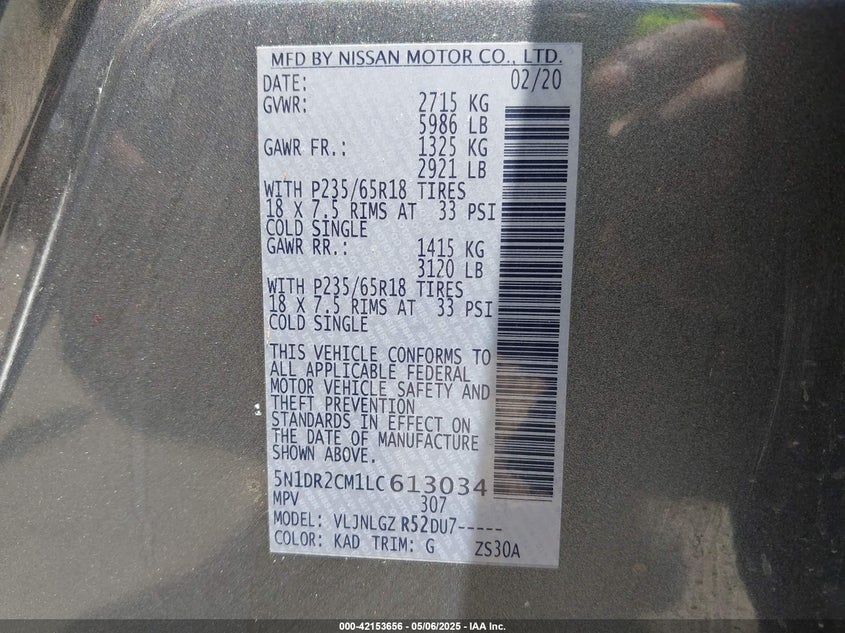 MFD BY NISSAN MOTOR CO., LTD.
DATE: 02/20
GVWR: 2715 KG
5986 LB
GAWR FR.: 1325 KG
2921 LB
WITH P235/65R18 TIRES
18 X 7.5 RIMS AT 33 PSI
COLD SINGLE
GAWR RR.: 1415 KG
3120 LB
WITH P235/65R18 TIRES
18 X 7.5 RIMS AT 33 PSI
COLD SINGLE
THIS VEHICLE CONFORMS TO
ALL APPLICABLE FEDERAL
MOTOR VEHICLE SAFETY AND
THEFT PREVENTION
STANDARDS IN EFFECT ON
THE DATE OF MANUFACTURE
SHOWN ABOVE.
5N1DR2CM1LC613034
MPV 307
MODEL: VLJNLGZ R52DU7-----
COLOR: KAD TRIM: G ZS30A
000-42153656 - 05/06/2025 - IAA Inc.